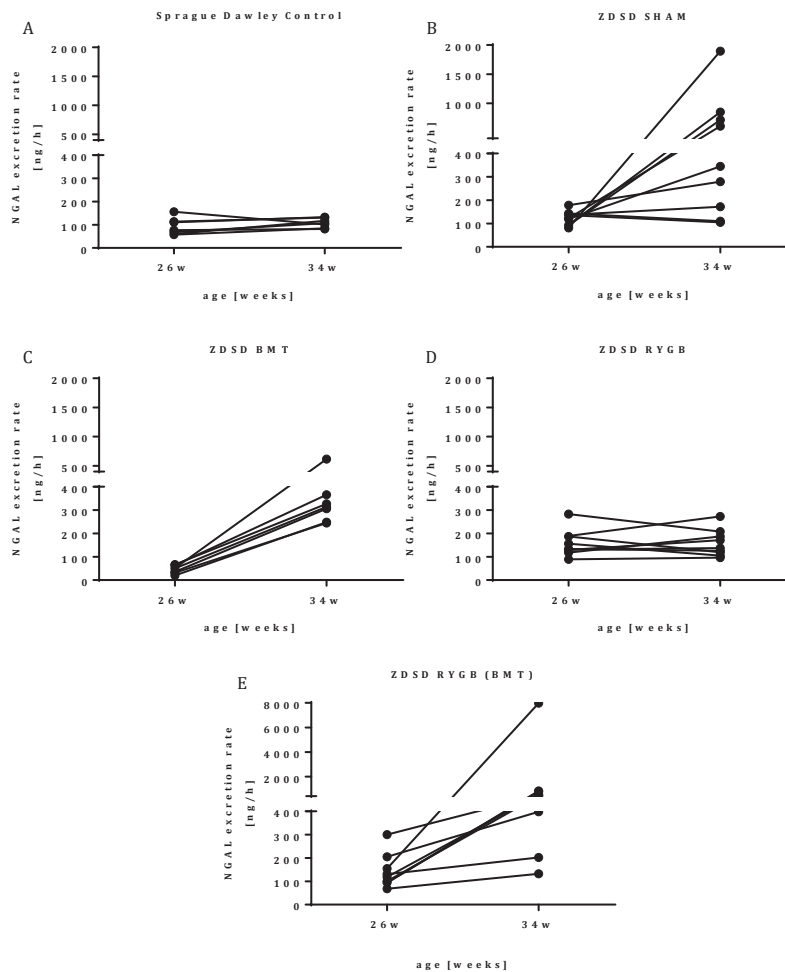 A
Sprague Dawley Control
NGAL excretion rate
[ng/h]
2000
1500
1000
500
400
300
200
100
0
26w
34w
age [weeks]
B
ZDSD SHAM
NGAL excretion rate
[ng/h]
2000
1500
1000
400
300
200
100
0
26w
34w
age [weeks]
C
ZDSD BMT
NGAL excretion rate
[ng/h]
2000
1500
1000
500
400
300
200
100
0
26w
34w
age [weeks]
D
ZDSD RYGB
NGAL excretion rate
[ng/h]
2000
1500
1000
500
400
300
200
100
0
26w
34w
age [weeks]
E
ZDSD RYGB (BMT)
NGAL excretion rate
[ng/h]
8000
6000
4000
2000
400
300
200
100
0
26w
34w
age [weeks]